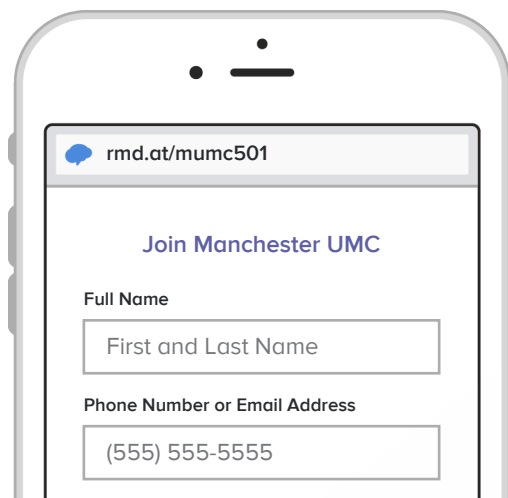 rmd.at/mumc501
Join Manchester UMC
Full Name
First and Last Name
Phone Number or Email Address
(555) 555-5555